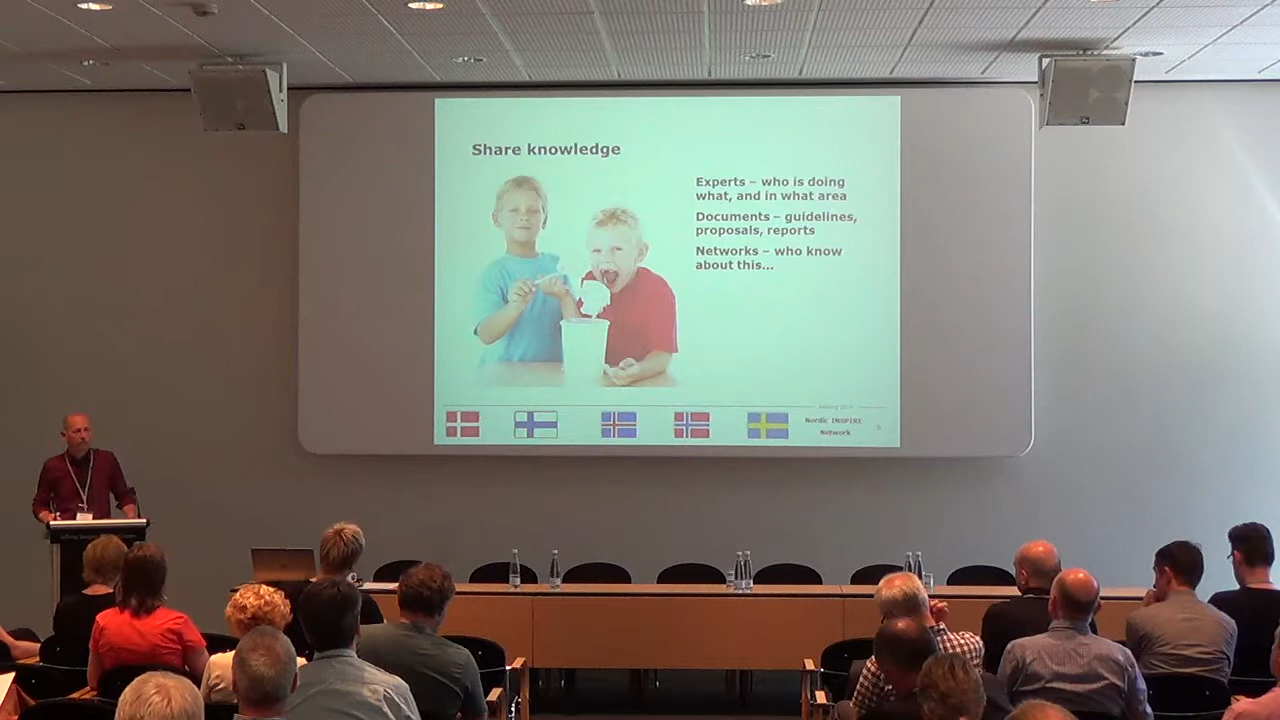 Share knowledge
Experts – who is doing
what, and in what area
Documents – guidelines,
proposals, reports
Networks – who know
about this...
Nordic INSPIRE
Network